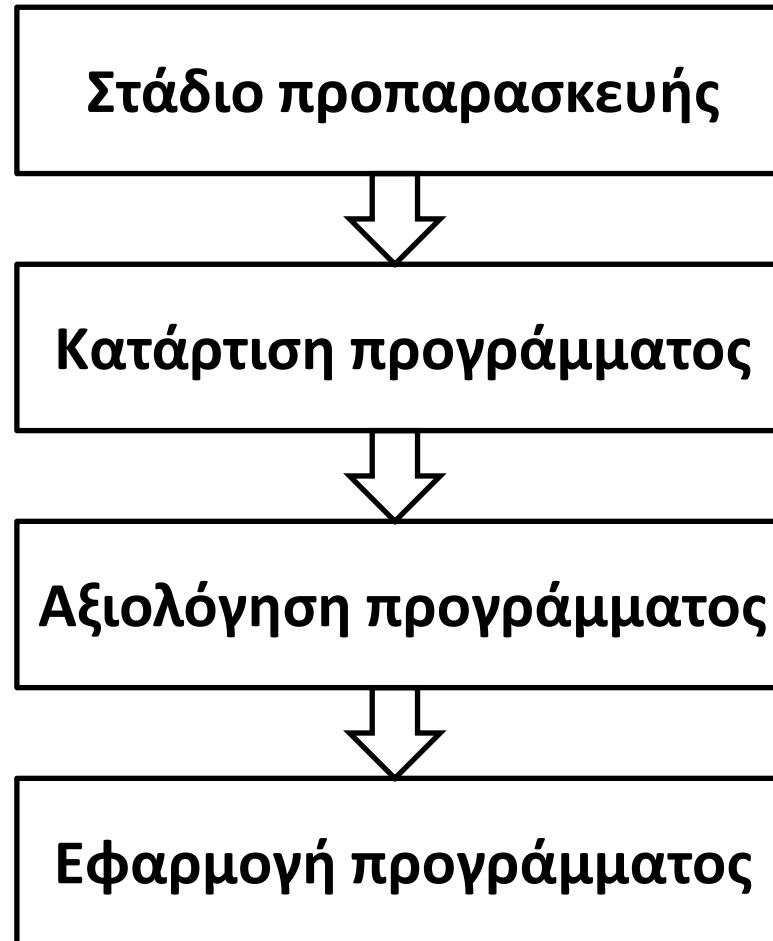 Στάδιο προπαρασκευής
Κατάρτιση προγράμματος
Αξιολόγηση προγράμματος
Εφαρμογή προγράμματος